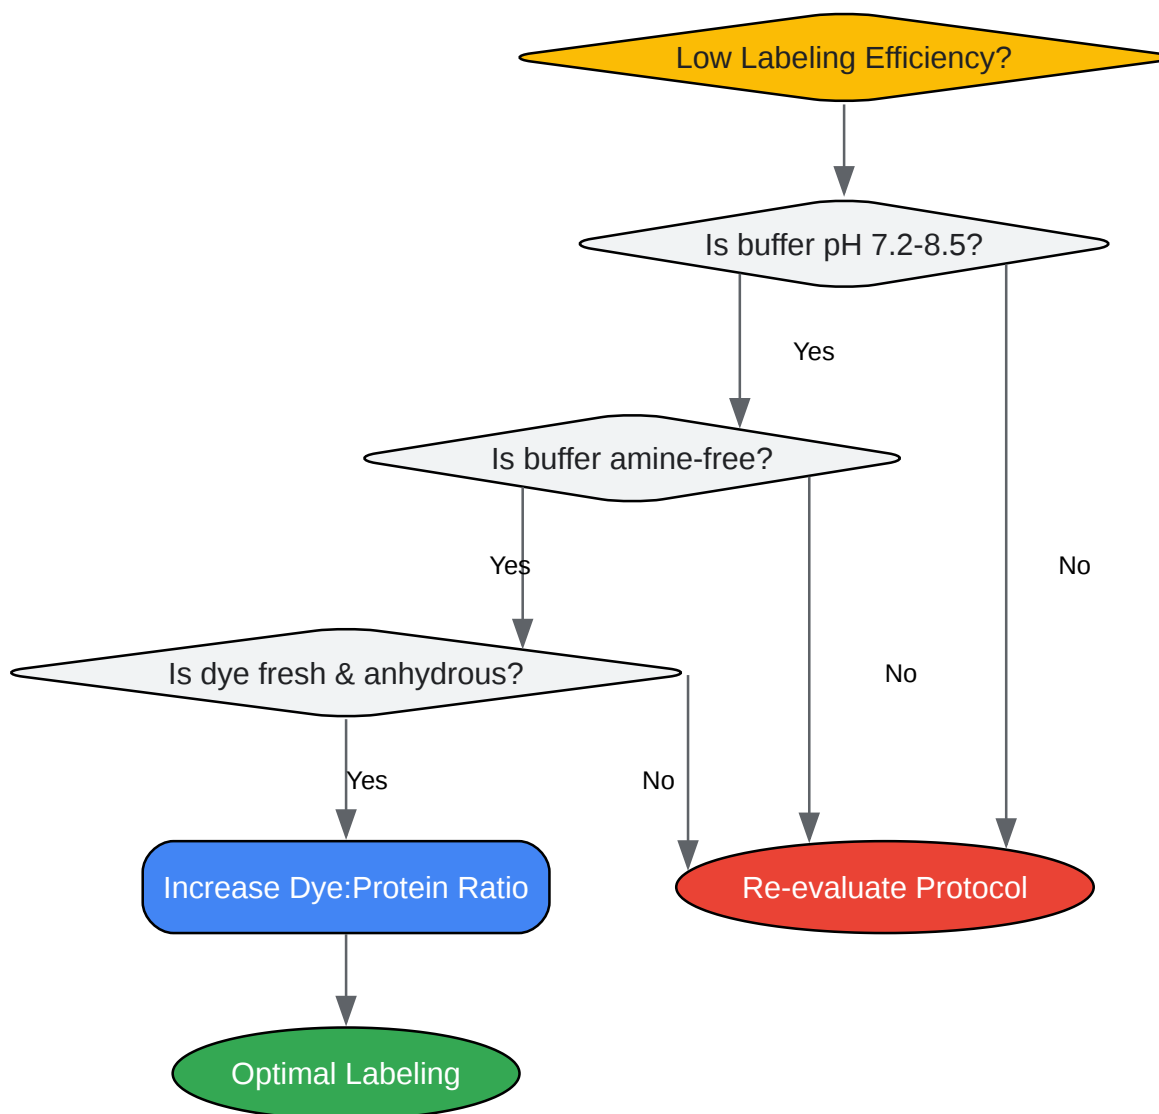 Low Labeling Efficiency?
Is buffer pH 7.2-8.5?
Yes
Is buffer amine-free?
Yes
No
Is dye fresh & anhydrous?
No
Yes
No
Increase Dye:Protein Ratio
Re-evaluate Protocol
Optimal Labeling